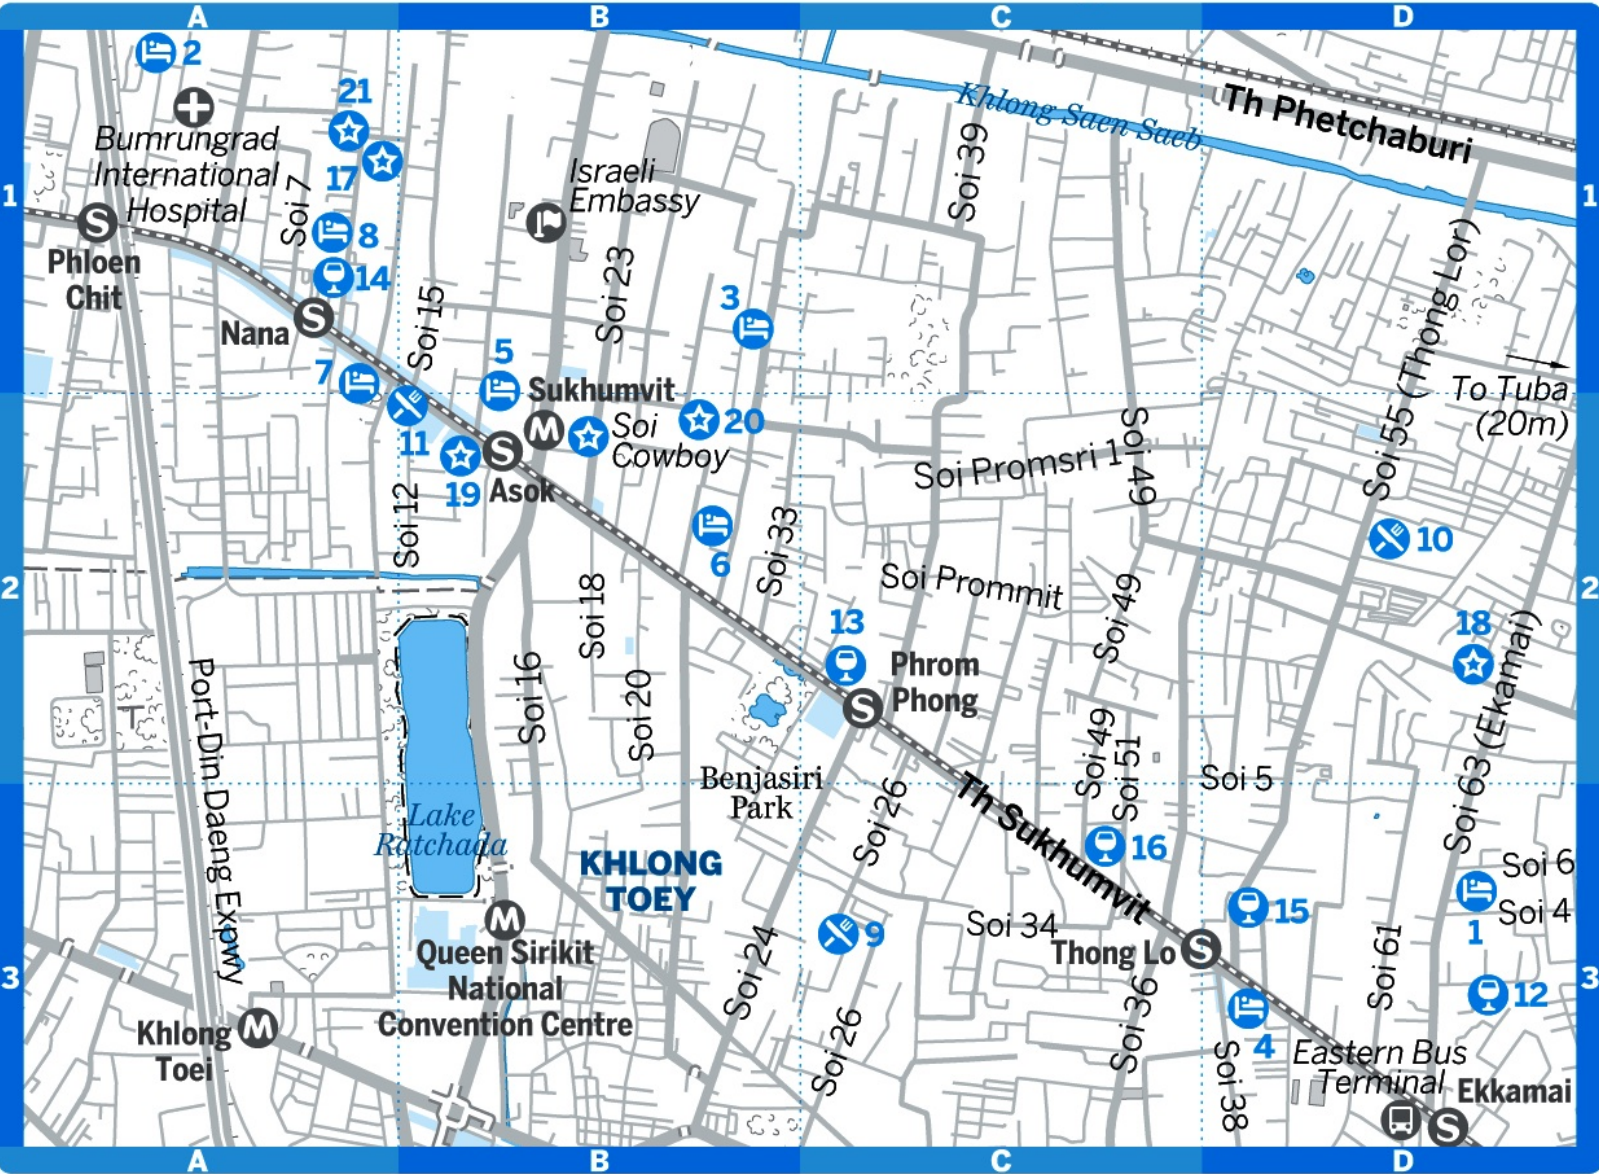 A
B
C
D
2
21
Bumrungrad
International
Hospital
17
Soi 7
8
14
1
1
Phloen
Chit
Nana
7
Soi 15
Israeli
Embassy
Soi 23
3
5
Sukhumvit
Soi
Cowboy
20
11
19
Asok
Soi 12
6
Soi 33
Khlong Saen Saeb
Th Phetchaburi
Soi 39
Soi 55 (Thong Lor)
To Tuba
(20m)
Soi Promsri 1
Soi 49
10
2
2
Soi Prommit
Soi 49
13
Phrom
Phong
18
Soi 63 (Ekamai)
Soi 18
Soi 16
Soi 20
Port-Din Daeng Expwy
Benjasiri
Park
Soi 49
Soi 51
Soi 5
Lake
Ratchada
KHLONG
TOEY
Soi 26
Th Sukhumvit
16
Soi 6
Soi 4
1
15
9
Soi 34
Thong Lo
Soi 61
12
3
3
Queen Sirikit
National
Convention Centre
Soi 24
Khlong
Toei
Soi 26
Soi 36
4
Soi 38
Eastern Bus
Terminal
Ekkamai
S
S
S
M
S
S
M
M
S
S
A
B
C
D